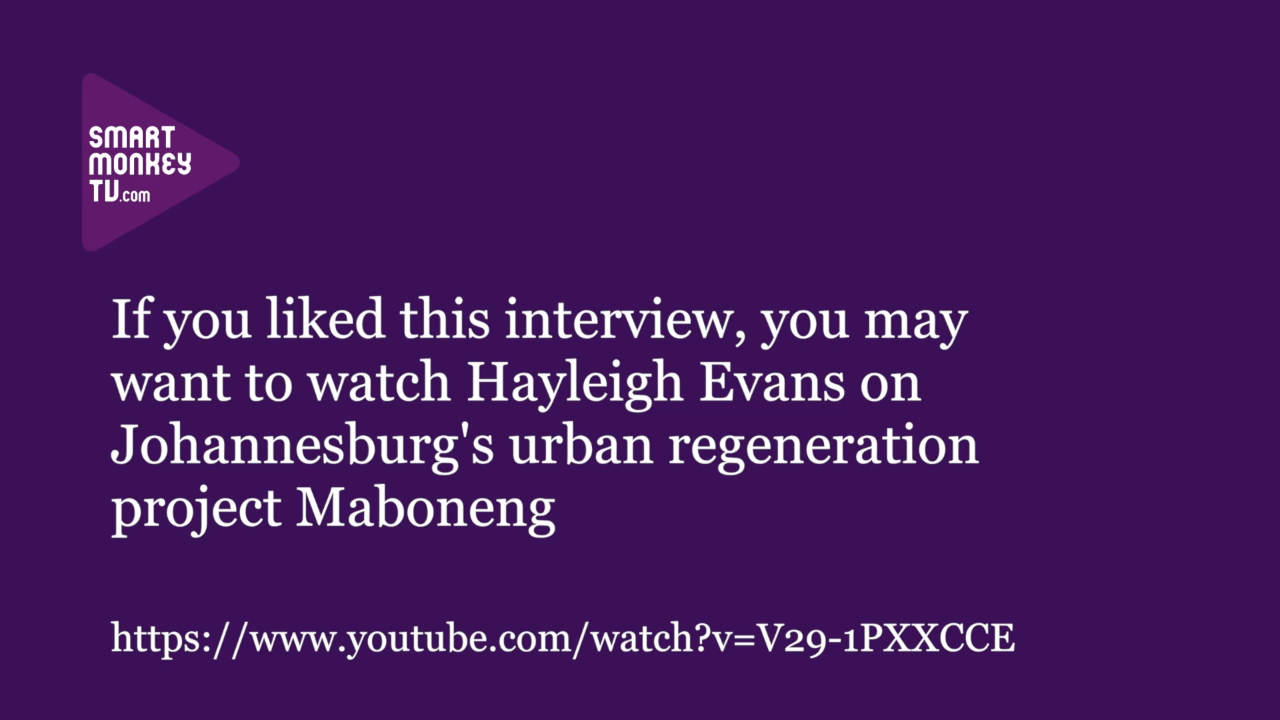 SMART
MONKEY
TV.com
If you liked this interview, you may
want to watch Hayleigh Evans on
Johannesburg's urban regeneration
project Maboneng
https://www.youtube.com/watch?v=V29-1PXXCCE